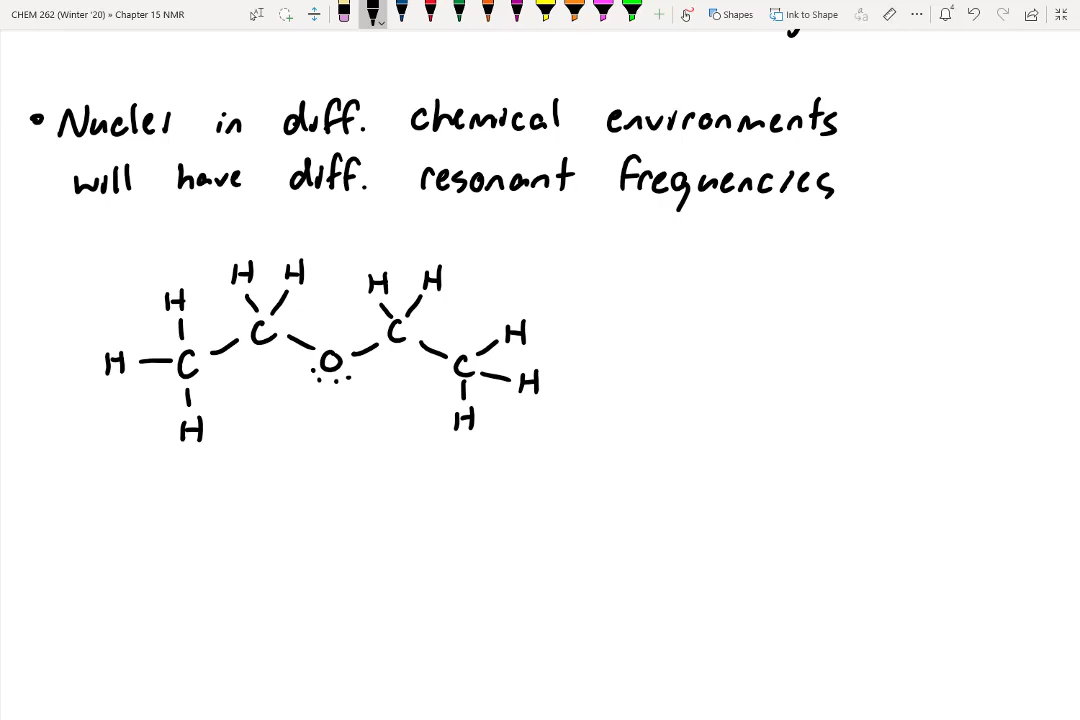 CHEM 262 (Winter '20) » Chapter 15 NMR
Shapes
Ink to Shape
4
• Nuclei in diff. chemical environments
will have diff. resonant frequencies
H H H H
H H
H — C C O C C H
H H